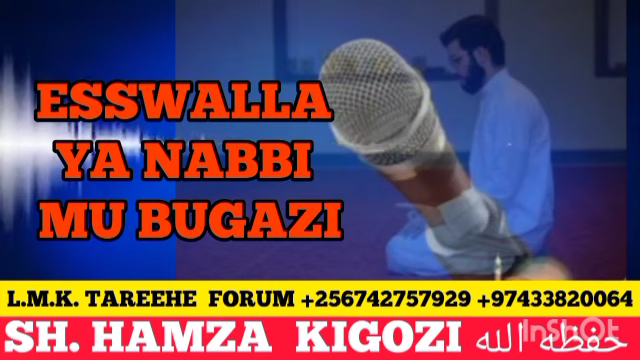 ESSWALLA
YA NABBI
MU BUGAZI
L.M.K. TAREEHE FORUM +256742757929 +97433820064
SH. HAMZA KIGOZI حفظه الله
InShot